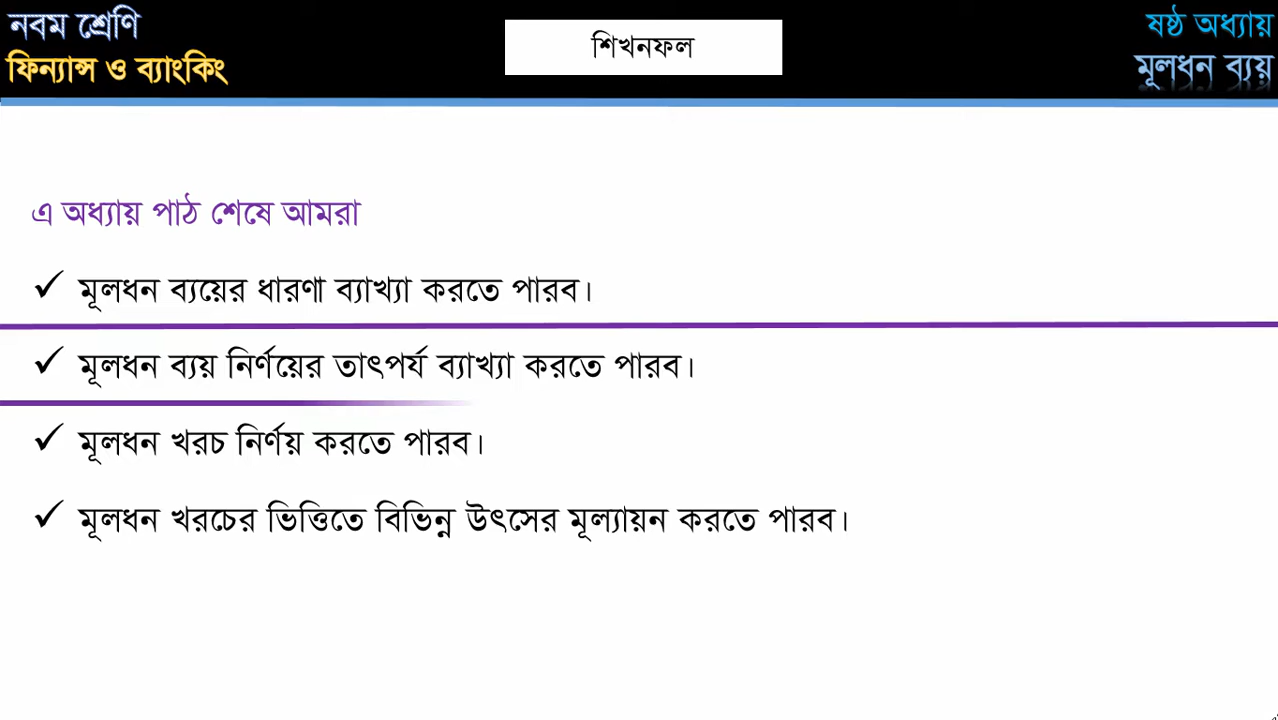 নবম শ্রেণি
ফিন্যান্স ও ব্যাংকিং
শিখনফল
ষষ্ঠ অধ্যায়
মূলধন ব্যয়
এ অধ্যায় পাঠ শেষে আমরা
✓ মূলধন ব্যয়ের ধারণা ব্যাখ্যা করতে পারব।
✓ মূলধন ব্যয় নির্ণয়ের তাৎপর্য ব্যাখ্যা করতে পারব।
✓ মূলধন খরচ নির্ণয় করতে পারব।
✓ মূলধন খরচের ভিত্তিতে বিভিন্ন উৎসের মূল্যায়ন করতে পারব।